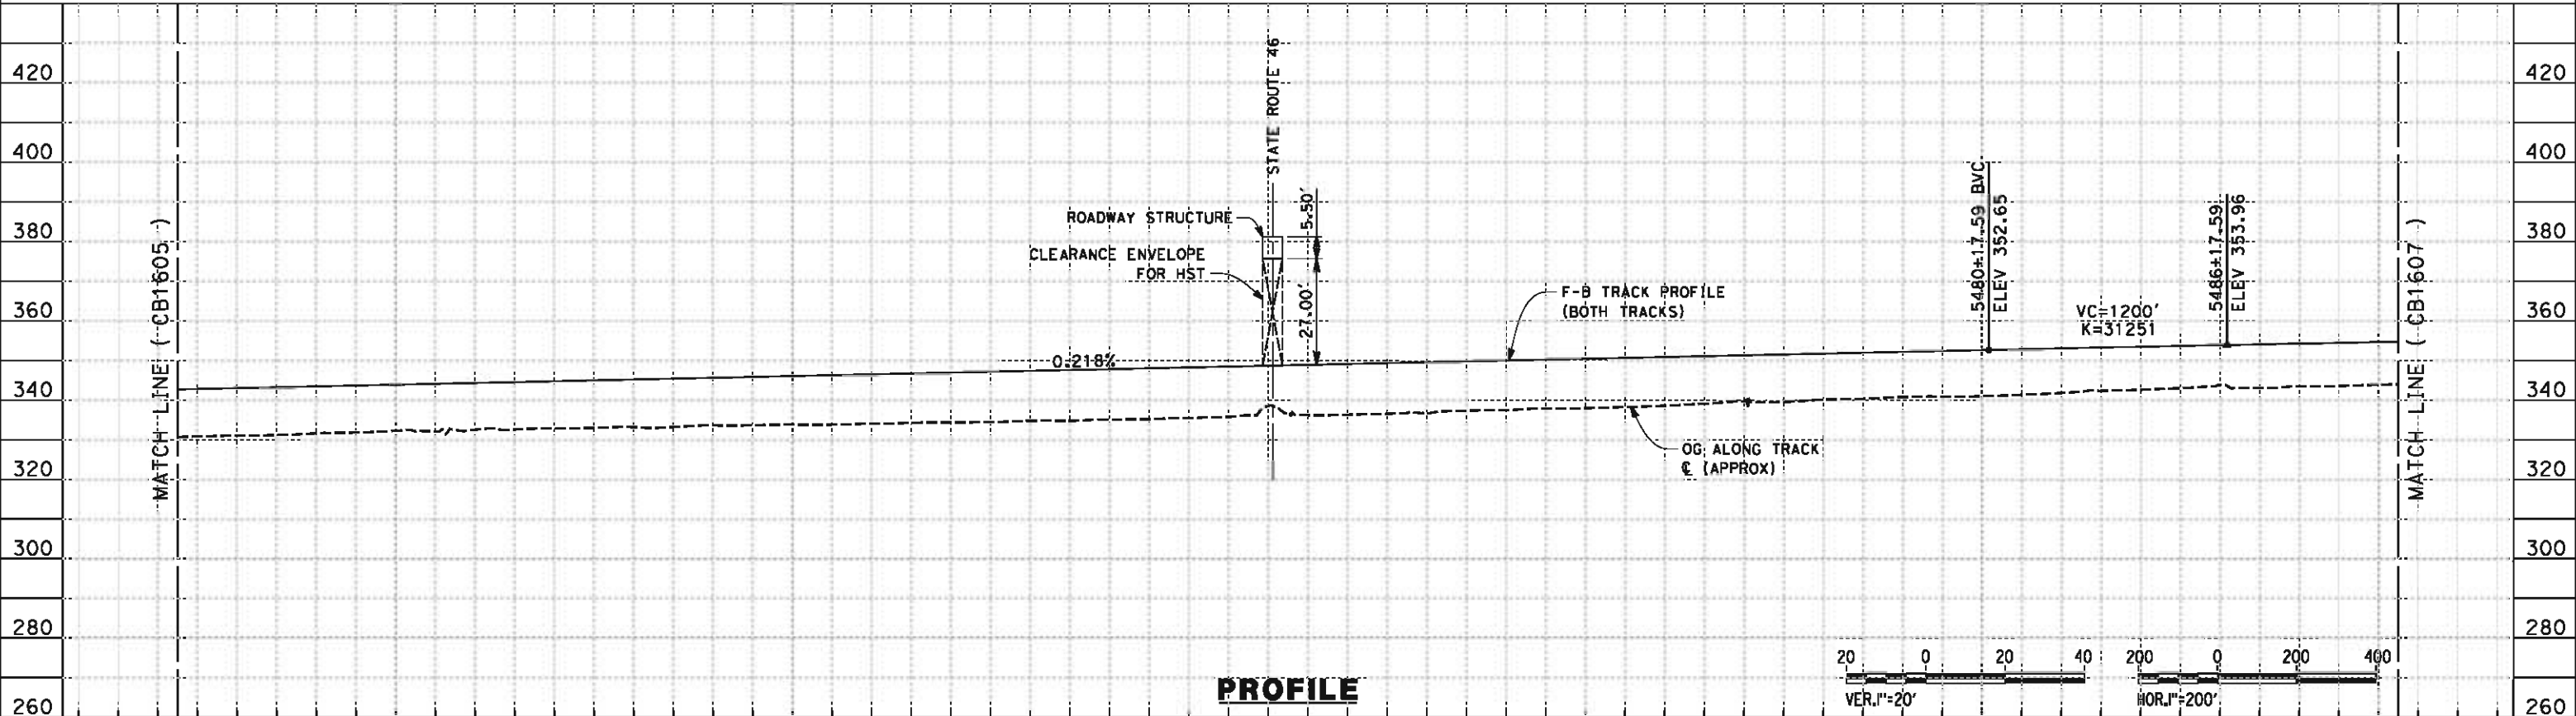 420
400
380
360
340
320
300
280
260
MATCH LINE (CB1605)
STATE ROUTE 46
ROADWAY STRUCTURE
CLEARANCE ENVELOPE
FOR HST
5.50'
27.00'
0.218%
F-B TRACK PROFILE
(BOTH TRACKS)
OG ALONG TRACK
℄ (APPROX)
5480+17.59 BVC
ELEV 352.65
VC=1200'
K=31251
5486+17.59
ELEV 353.96
MATCH LINE (CB1607)
420
400
380
360
340
320
300
280
260
PROFILE
20 0 20 40
VER.1"=20'
200 0 200 400
HOR.1"=200'